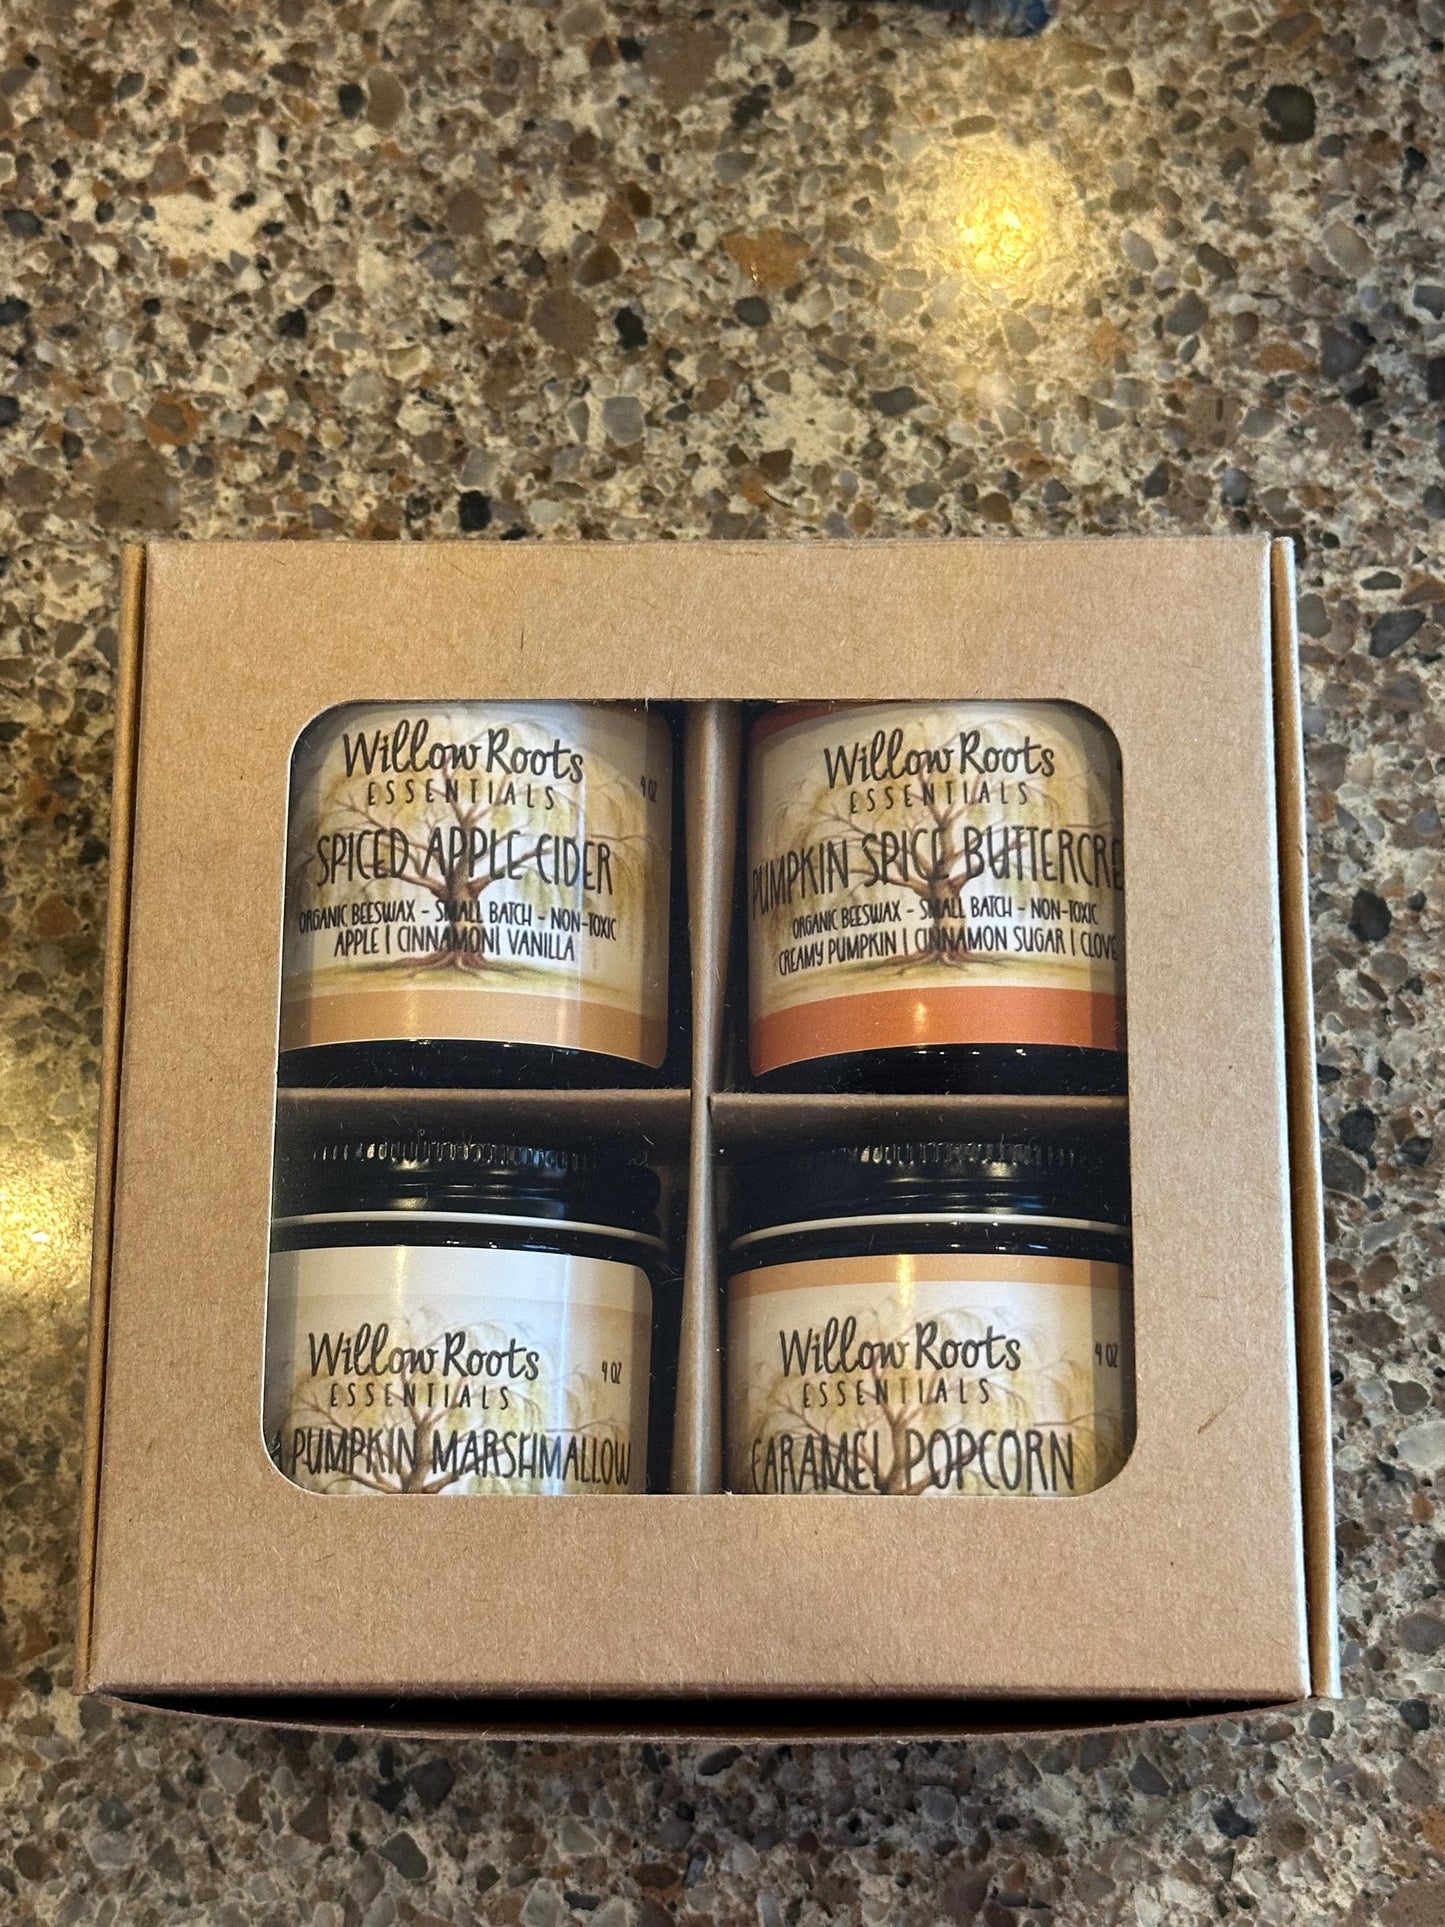 Willow Roots
ESSENTIALS
4 OZ
SPICED APPLE CIDER
ORGANIC BEESWAX - SMALL BATCH - NON-TOXIC
APPLE | CINNAMON| VANILLA
Willow Roots
ESSENTIALS
PUMPKIN SPICE BUTTERCRE
ORGANIC BEESWAX - SMALL BATCH - NON-TOXIC
CREAMY PUMPKIN | CINNAMON SUGAR | CLOVE
Willow Roots
ESSENTIALS
4 OZ
PUMPKIN MARSHMALLOW
Willow Roots
ESSENTIALS
4 OZ
CARAMEL POPCORN